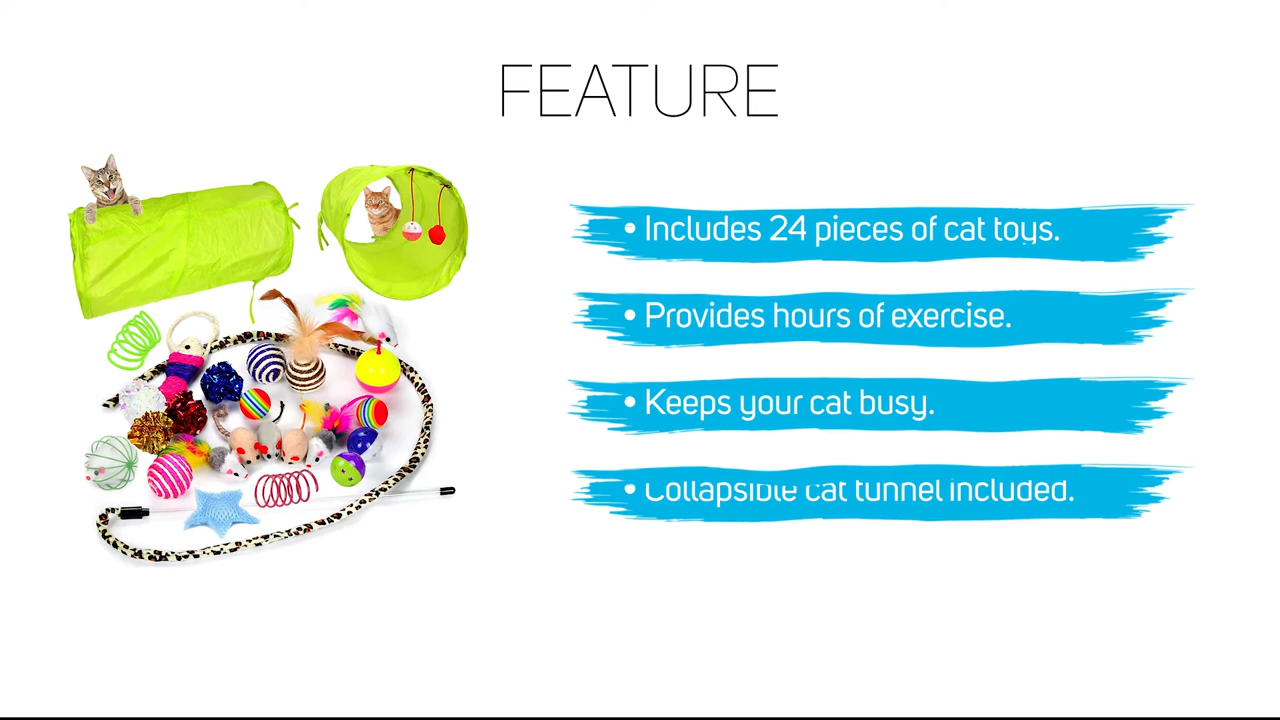 FEATURE
• Includes 24 pieces of cat toys.
• Provides hours of exercise.
• Keeps your cat busy.
• Collapsible cat tunnel included.